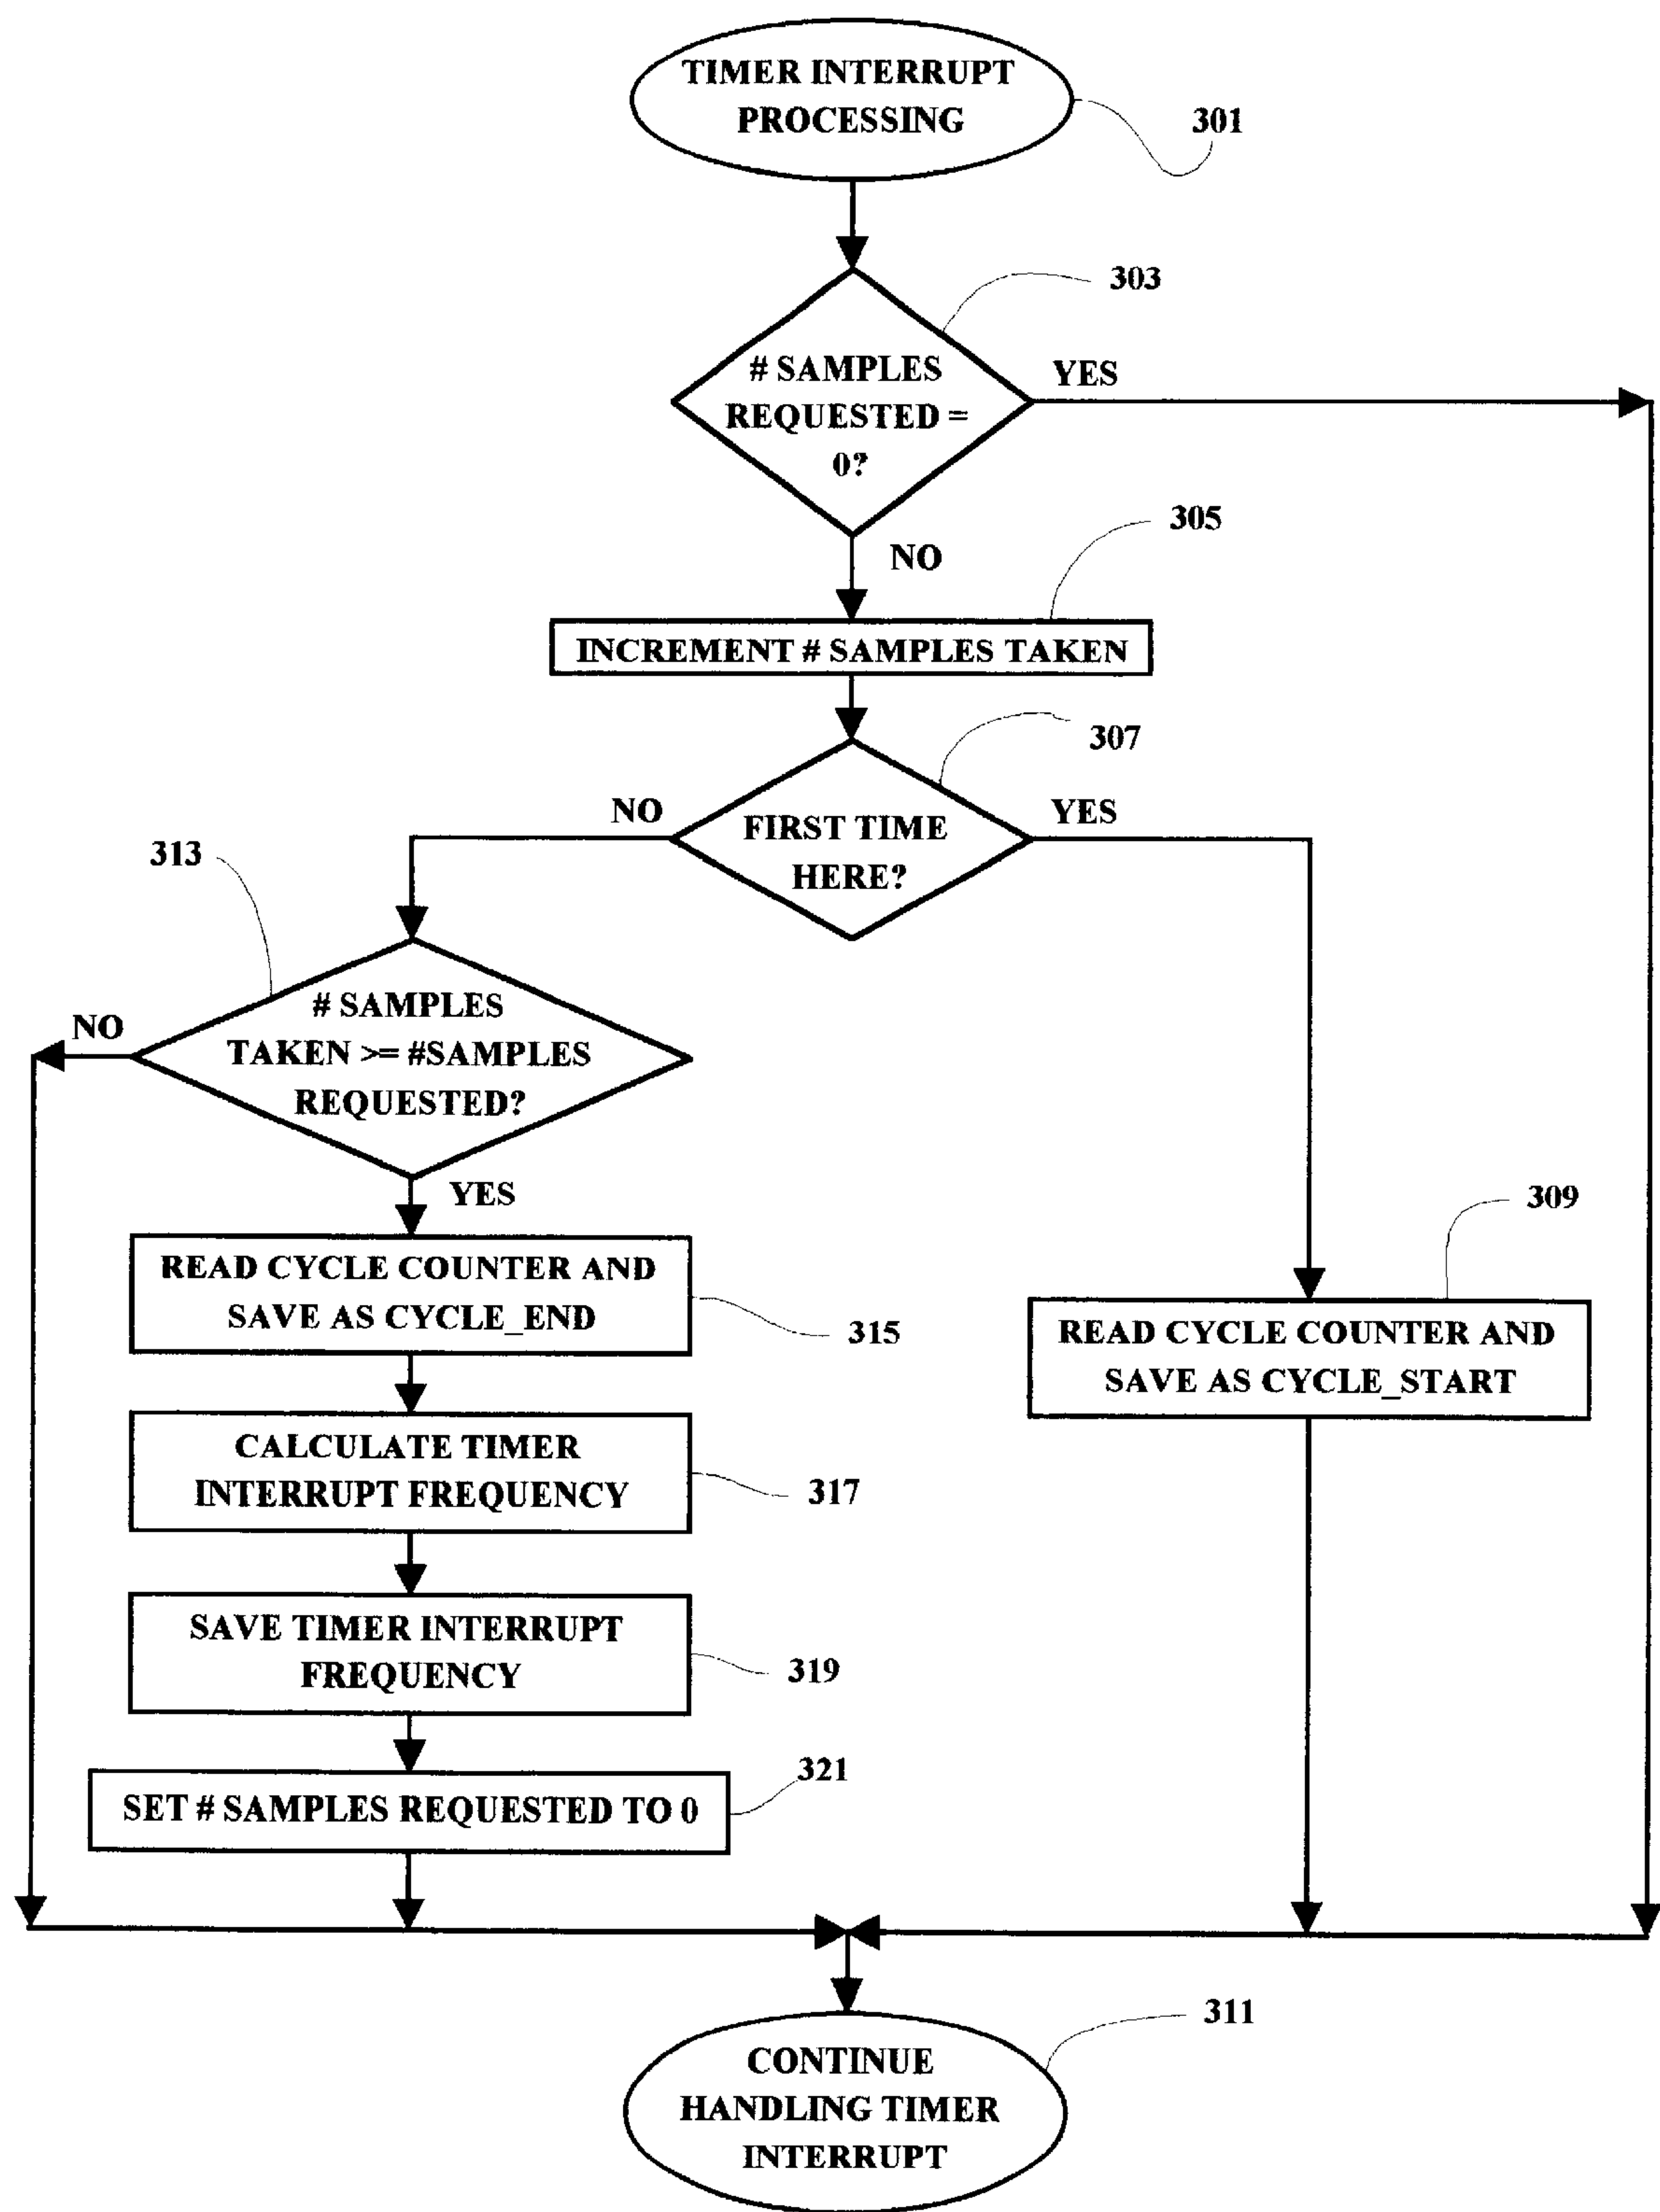 TIMER INTERRUPT
PROCESSING
301
303
# SAMPLES
REQUESTED =
0?
YES
NO
305
INCREMENT # SAMPLES TAKEN
307
FIRST TIME
HERE?
NO
YES
313
# SAMPLES
TAKEN >= #SAMPLES
REQUESTED?
NO
YES
READ CYCLE COUNTER AND
SAVE AS CYCLE_END
315
309
READ CYCLE COUNTER AND
SAVE AS CYCLE_START
CALCULATE TIMER
INTERRUPT FREQUENCY
317
SAVE TIMER INTERRUPT
FREQUENCY
319
321
SET # SAMPLES REQUESTED TO 0
311
CONTINUE
HANDLING TIMER
INTERRUPT